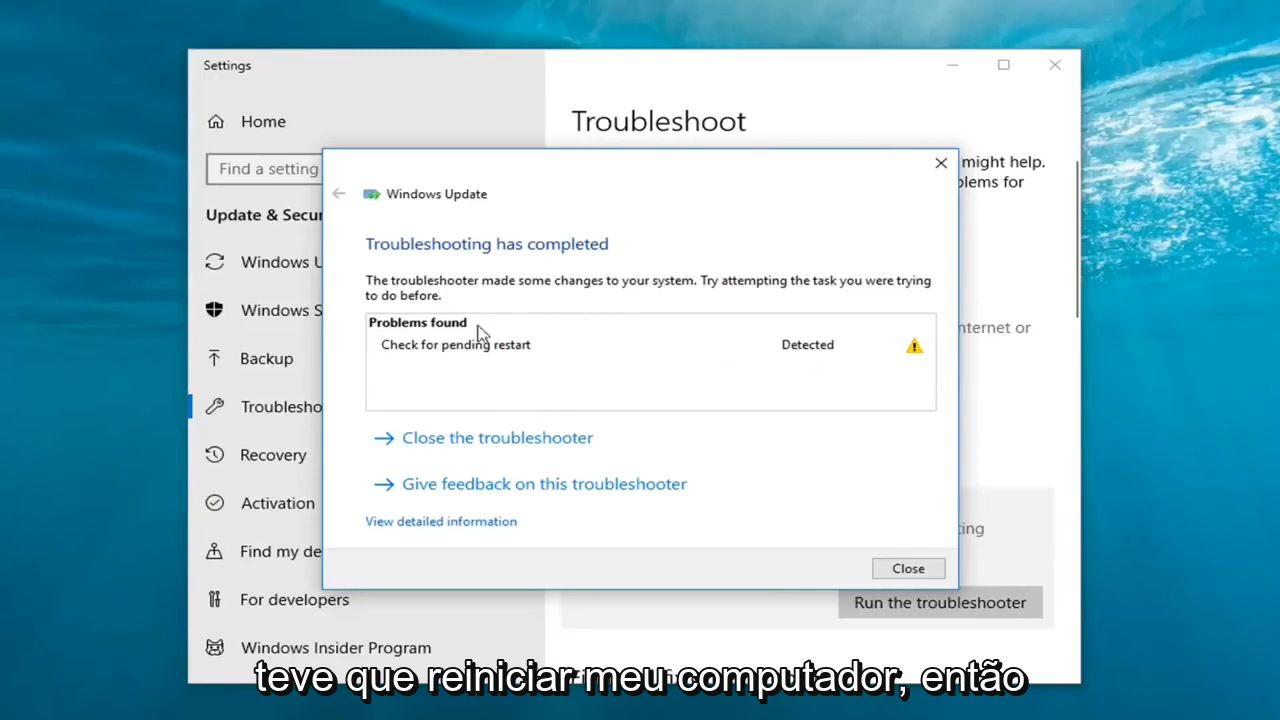 Settings
Home
Find a setting
Update & Secur
Windows U
Windows S
Backup
Troublesho
Recovery
Activation
Find my de
For developers
Windows Insider Program
Troubleshoot
might help.
blems for
nternet or
ting
Run the troubleshooter
Windows Update
Troubleshooting has completed
The troubleshooter made some changes to your system. Try attempting the task you were trying
to do before.
Problems found
Check for pending restart Detected
Close the troubleshooter
Give feedback on this troubleshooter
View detailed information
Close
teve que reiniciar meu computador, então